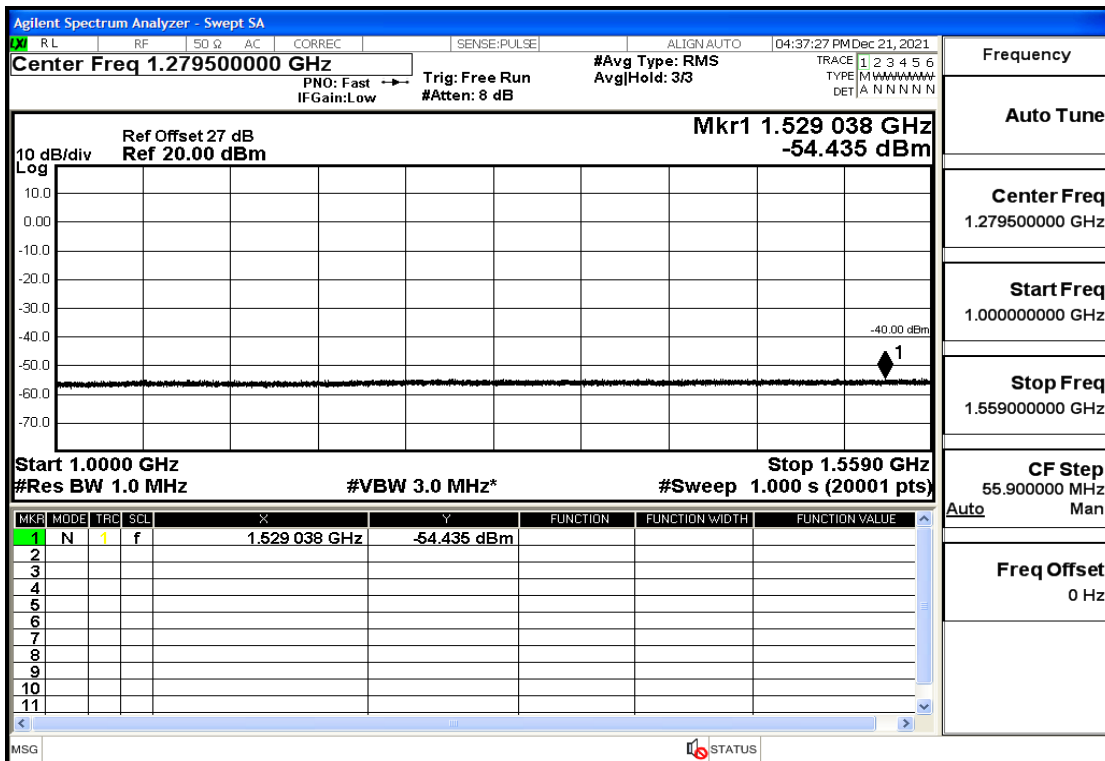 Agilent Spectrum Analyzer - Swept SA
LXI RL RF 50 Ω AC CORREC SENSE:PULSE ALIGN AUTO 04:37:27 PM Dec 21, 2021
Center Freq 1.279500000 GHz
PNO: Fast
IFGain:Low
Trig: Free Run
#Atten: 8 dB
#Avg Type: RMS
Avg|Hold: 3/3
TRACE 1 2 3 4 5 6
TYPE M W W W W W
DET A N N N N N
Ref Offset 27 dB
10 dB/div Ref 20.00 dBm
Log
Mkr1 1.529 038 GHz
-54.435 dBm
10.0
0.00
-10.0
-20.0
-30.0
-40.0
-50.0
-60.0
-70.0
-40.00 dBm
1
Start 1.0000 GHz Stop 1.5590 GHz
#Res BW 1.0 MHz #VBW 3.0 MHz* #Sweep 1.000 s (20001 pts)
MKR MODE TRC SCL X Y FUNCTION FUNCTION WIDTH FUNCTION VALUE
1 N 1 f 1.529 038 GHz -54.435 dBm
2
3
4
5
6
7
8
9
10
11
MSG STATUS
Frequency
Auto Tune
Center Freq
1.279500000 GHz
Start Freq
1.000000000 GHz
Stop Freq
1.559000000 GHz
CF Step
55.900000 MHz
Auto Man
Freq Offset
0 Hz